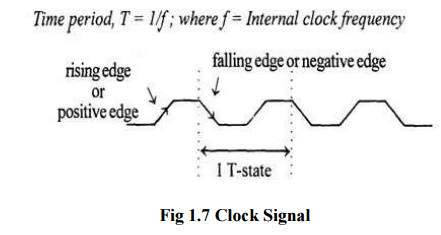 Time period, T = 1/f ; where f = Internal clock frequency
rising edge
or
positive edge
falling edge or negative edge
1 T-state
Fig 1.7 Clock Signal